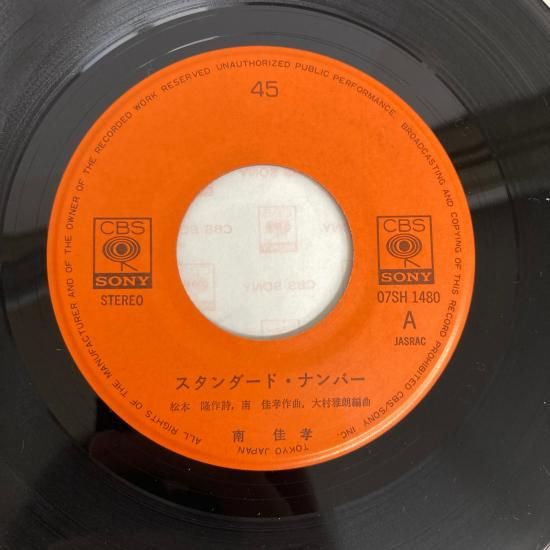 ALL RIGHTS OF THE MANUFACTURER AND OF THE OWNER OF THE RECORDED WORK RESERVED UNAUTHORIZED PUBLIC PERFORMANCE, BROADCASTING AND COPYING OF THIS RECORD PROHIBITED CBS/SONY INC. TOKYO JAPAN
45
CBS
SONY
STEREO
CBS
SONY
07SH 1480
A
JASRAC
CBS SONY
スタンダード・ナンバー
松本 隆作詩, 南 佳孝作曲, 大村雅朗編曲
南 佳 孝